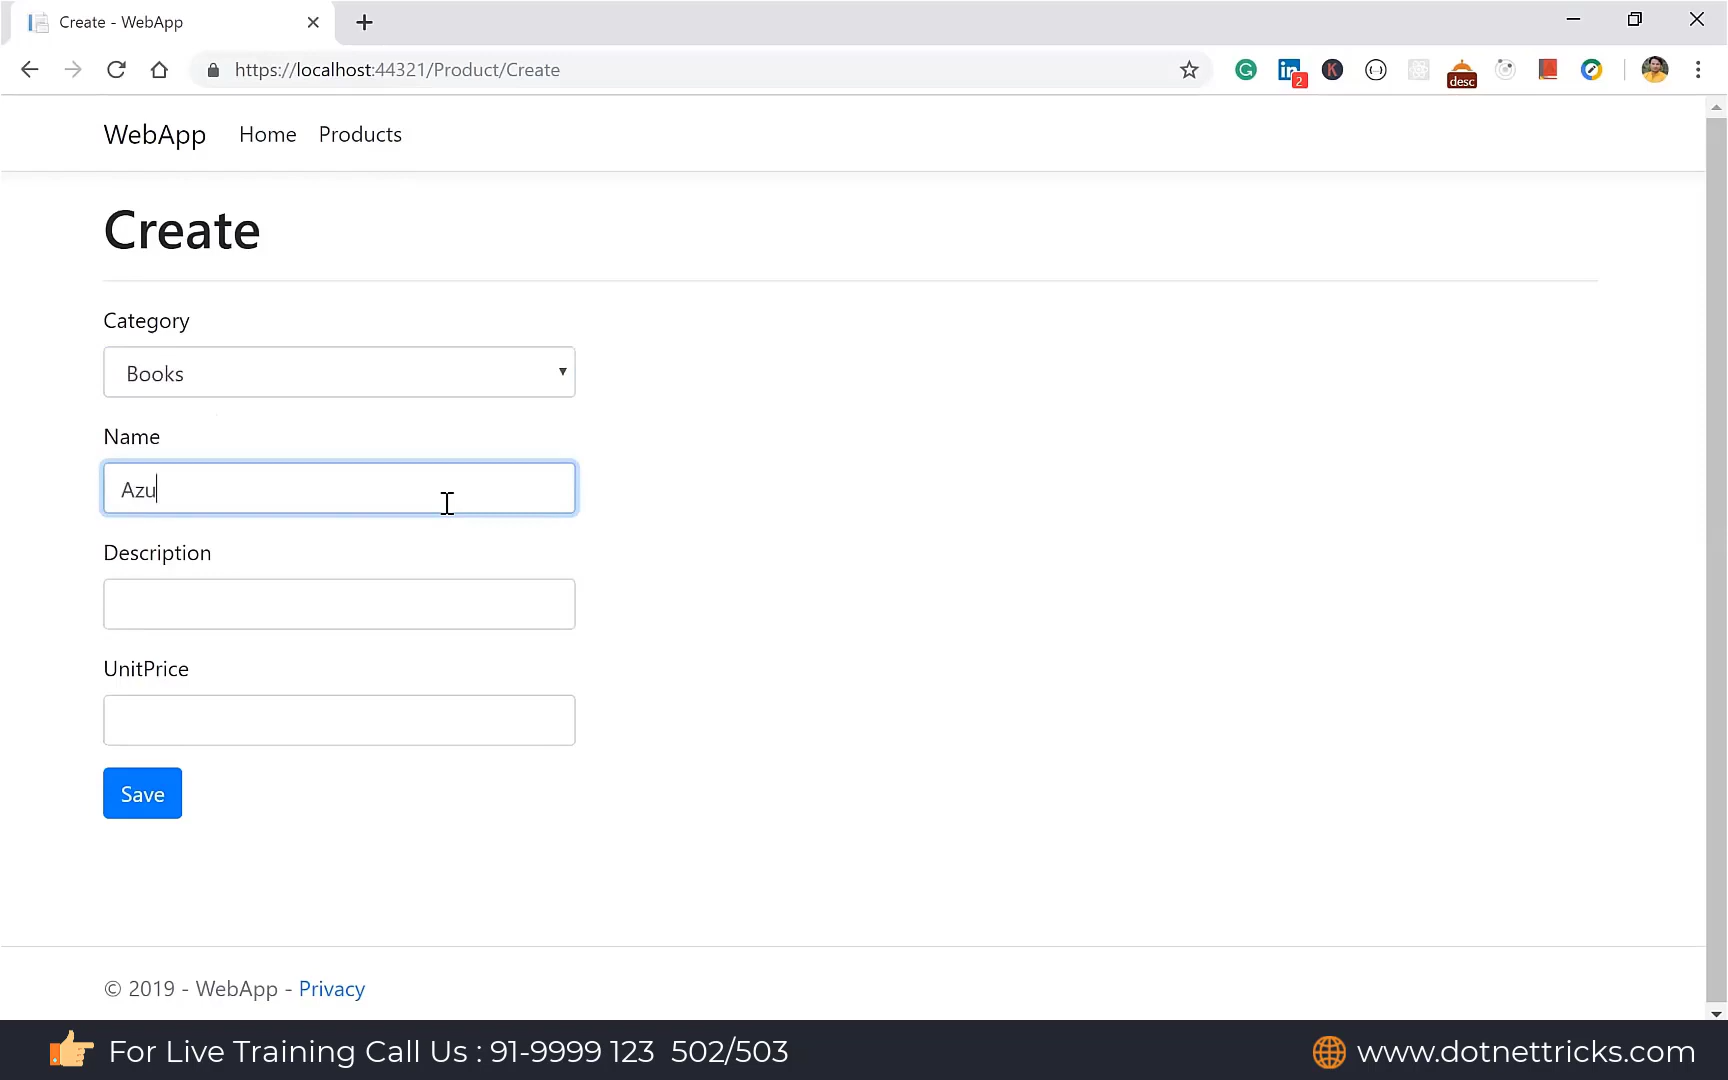 Create - WebApp
https://localhost:44321/Product/Create
2
desc
WebApp Home Products
Create
Category
Books
Name
Azu
Description
UnitPrice
Save
© 2019 - WebApp - Privacy
For Live Training Call Us : 91-9999 123 502/503
www.dotnettricks.com